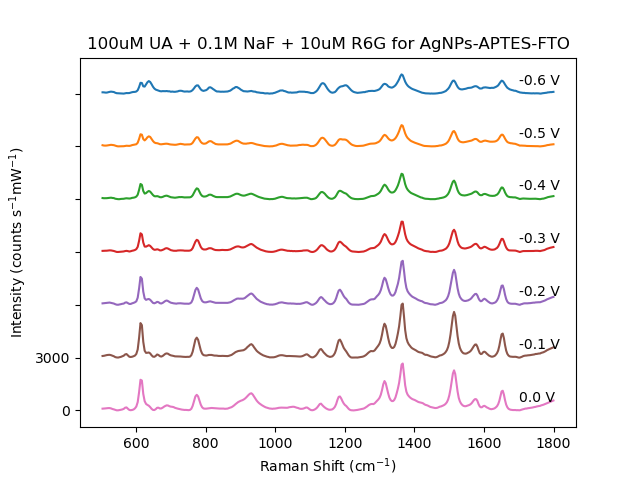 100uM UA + 0.1M NaF + 10uM R6G for AgNPs-APTES-FTO
Intensity (counts s⁻¹mW⁻¹)
-0.6 V
-0.5 V
-0.4 V
-0.3 V
-0.2 V
-0.1 V
3000
0.0 V
0
600 800 1000 1200 1400 1600 1800
Raman Shift (cm⁻¹)